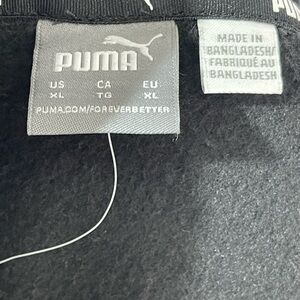 PUMA
US CA EU
XL TG XL
PUMA.COM/FOREVERBETTER
MADE IN
BANGLADESH/
FABRIQUÉ AU
BANGLADESH